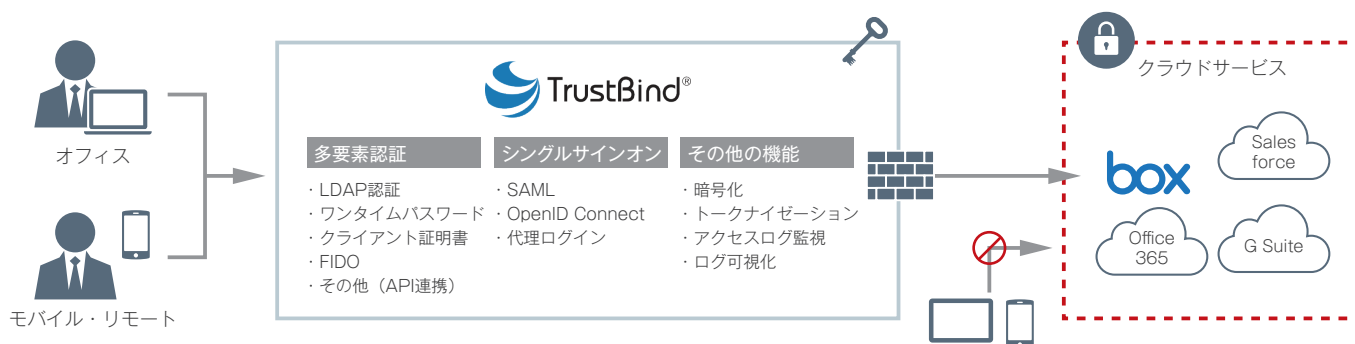 オフィス
モバイル・リモート
TrustBind®
多要素認証
・LDAP認証
・ワンタイムパスワード
・クライアント証明書
・FIDO
・その他（API連携）
シングルサインオン
・SAML
・OpenID Connect
・代理ログイン
その他の機能
・暗号化
・トークナイゼーション
・アクセスログ監視
・ログ可視化
クラウドサービス
box
Sales
force
Office
365
G Suite